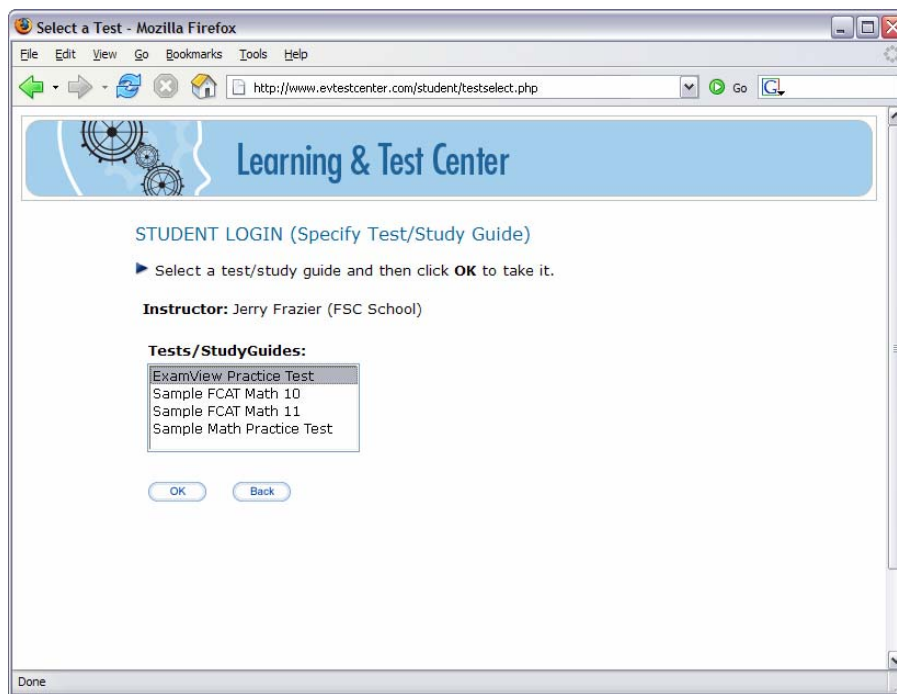 Select a Test - Mozilla Firefox
File Edit View Go Bookmarks Tools Help
http://www.evtestcenter.com/student/testselect.php Go G
Learning & Test Center
STUDENT LOGIN (Specify Test/Study Guide)
Select a test/study guide and then click OK to take it.
Instructor: Jerry Frazier (FSC School)
Tests/StudyGuides:
ExamView Practice Test
Sample FCAT Math 10
Sample FCAT Math 11
Sample Math Practice Test
OK Back
Done